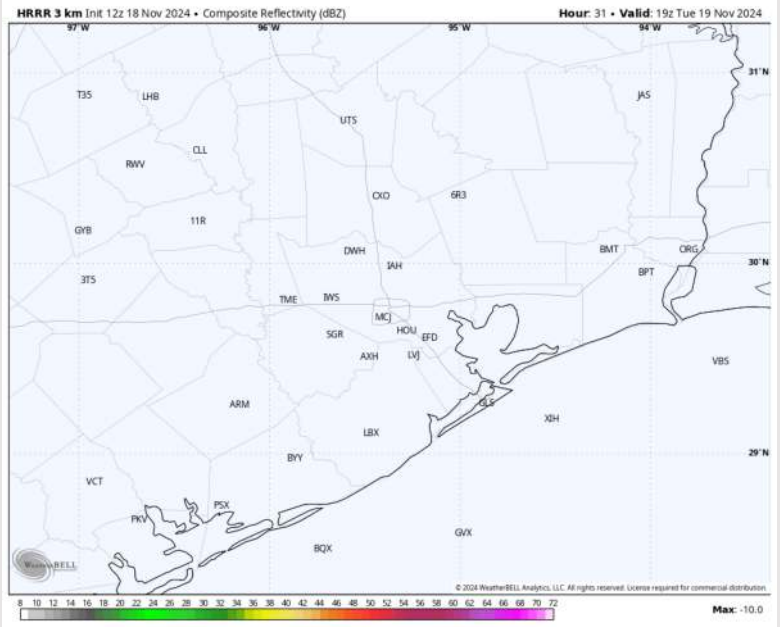 HRRR 3 km Init 12z 18 Nov 2024 • Composite Reflectivity (dBZ) Hour: 31 • Valid: 19z Tue 19 Nov 2024
97°W 96°W 95°W 94°W
31°N
T35 LHB JAS
UTS
CLL
RWV
CXO 6R3
11R
GYB
DWH BMT ORG
IAH 30°N
3T5 BPT
TME IWS
MCJ
SGR HOU EFD
AXH LVJ
VBS
ARM GLS
XIH
LBX
BYY 29°N
VCT
PSX
PKV
GVX
BQX
WeatherBELL
© 2024 WeatherBELL Analytics, LLC. All rights reserved. License required for commercial distribution.
8 10 12 14 16 18 20 22 24 26 28 30 32 34 36 38 40 42 44 46 48 50 52 54 56 58 60 62 64 66 68 70 72 Max: -10.0